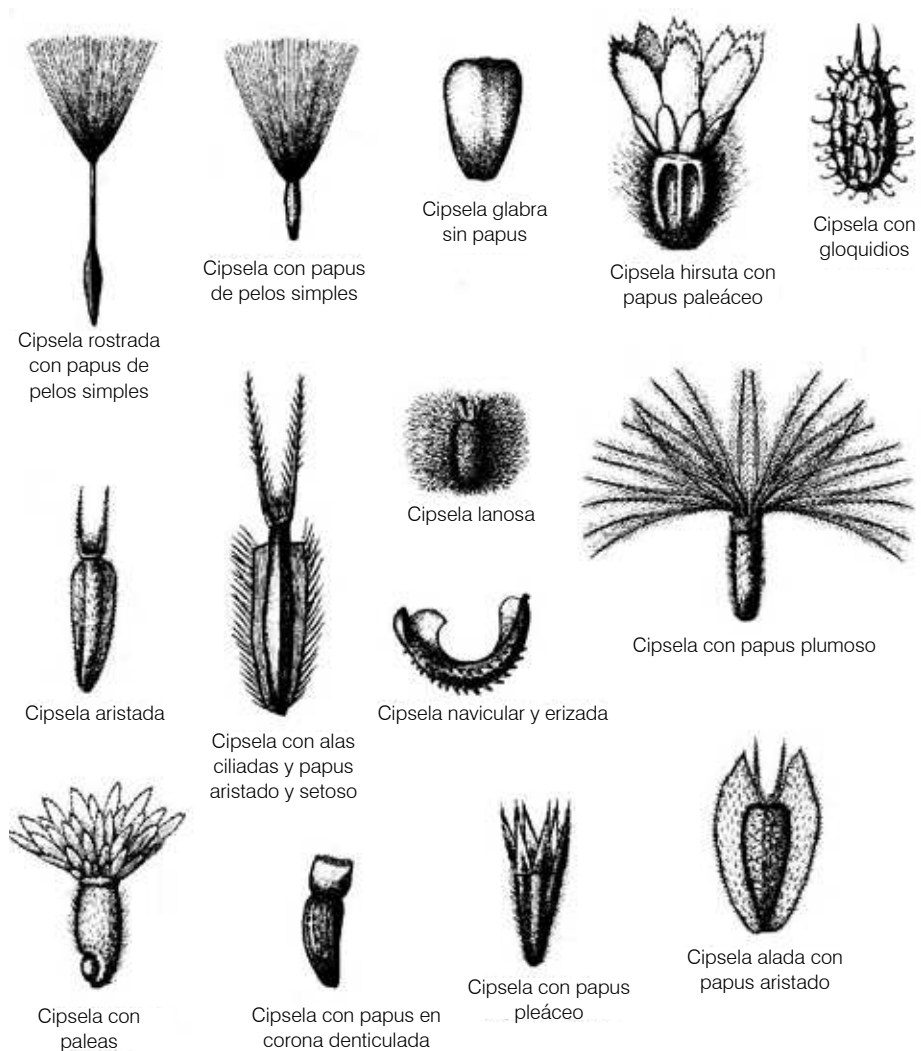 Cipsela rostrada
con papus de
pelos simples
Cipsela con papus
de pelos simples
Cipsela glabra
sin papus
Cipsela hirsuta con
papus paleáceo
Cipsela con
gloquidios
Cipsela aristada
Cipsela con alas
ciliadas y papus
aristado y setoso
Cipsela lanosa
Cipsela navicular y erizada
Cipsela con papus plumoso
Cipsela con
paleas
Cipsela con papus en
corona denticulada
Cipsela con papus
pleáceo
Cipsela alada con
papus aristado